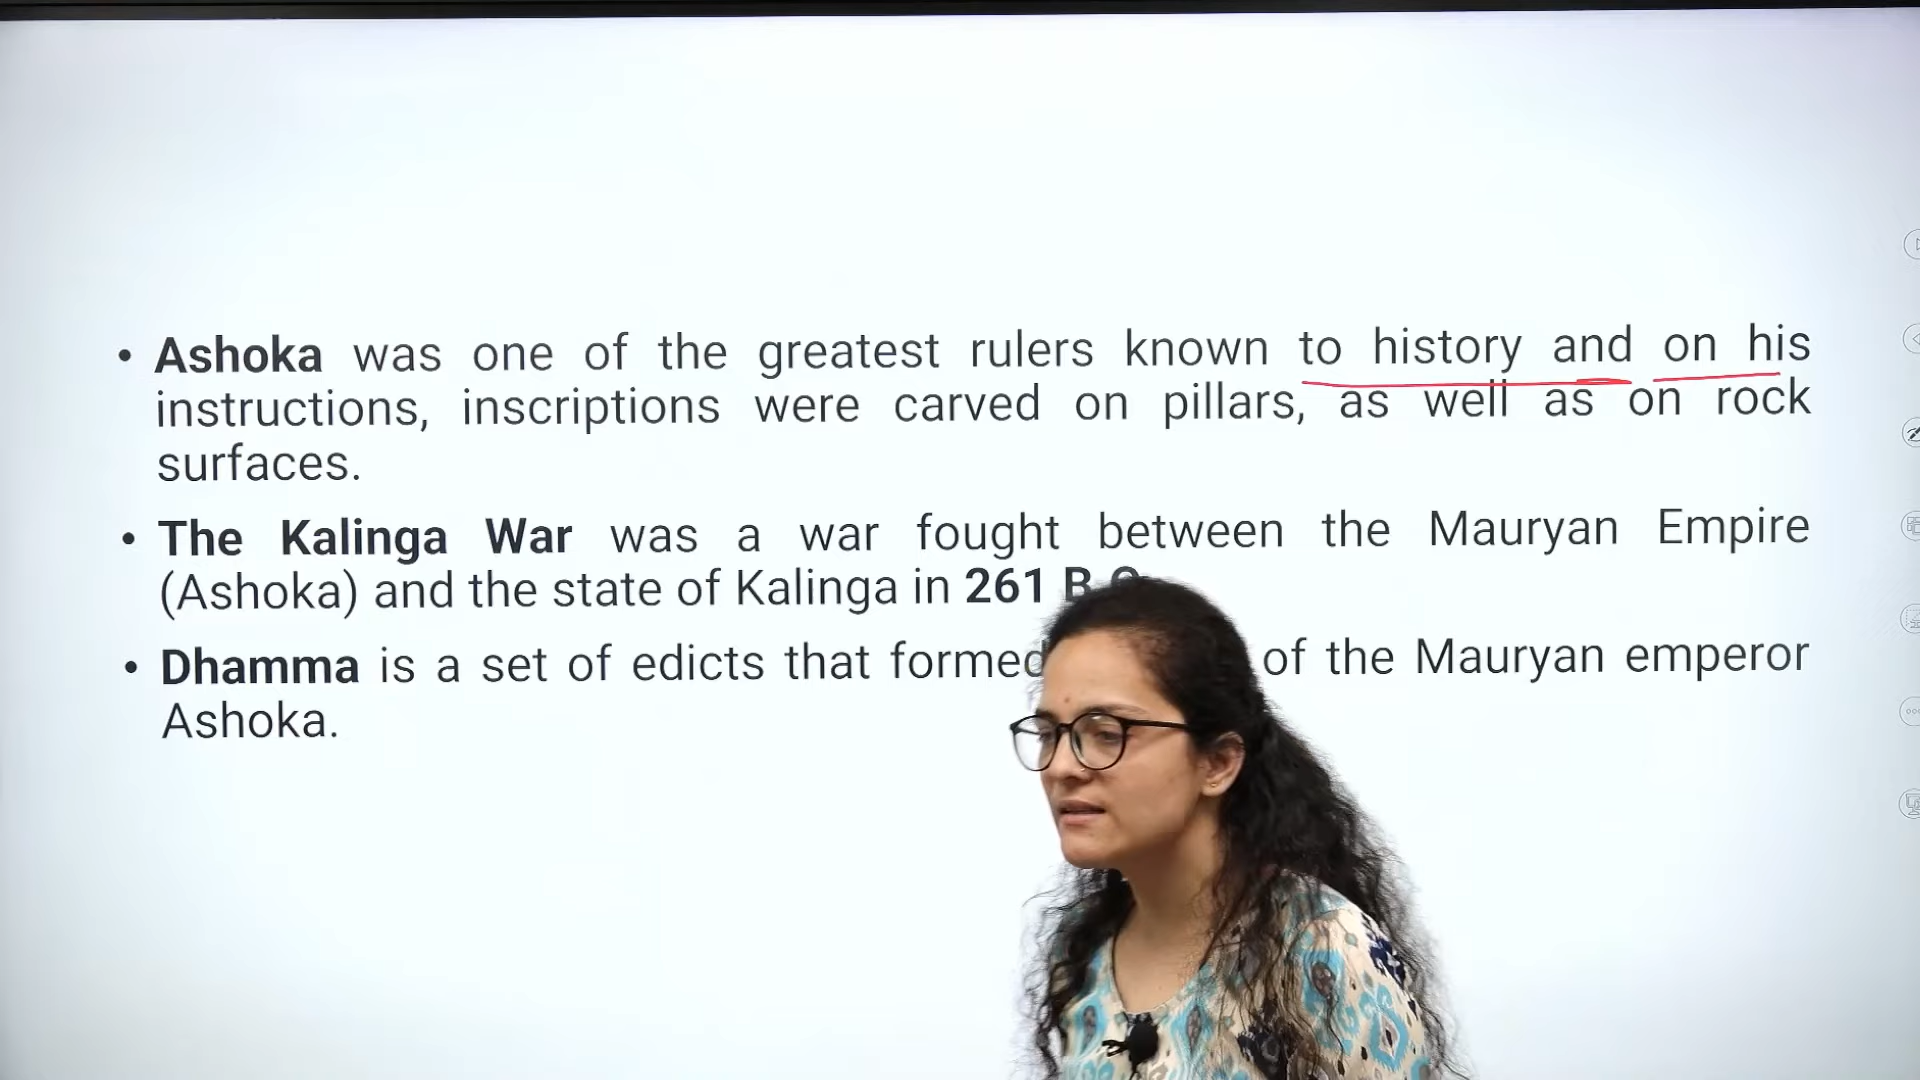 • Ashoka was one of the greatest rulers known to history and on his
instructions, inscriptions were carved on pillars, as well as on rock
surfaces.
• The Kalinga War was a war fought between the Mauryan Empire
(Ashoka) and the state of Kalinga in 261 B.C.
• Dhamma is a set of edicts that formed of the Mauryan emperor
Ashoka.